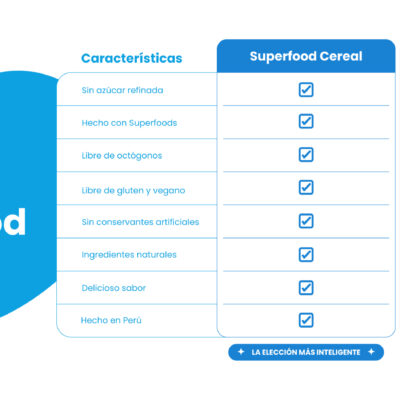 Características
Superfood Cereal
Sin azúcar refinada
Hecho con Superfoods
Libre de octógonos
Libre de gluten y vegano
Sin conservantes artificiales
Ingredientes naturales
Delicioso sabor
Hecho en Perú
LA ELECCIÓN MÁS INTELIGENTE